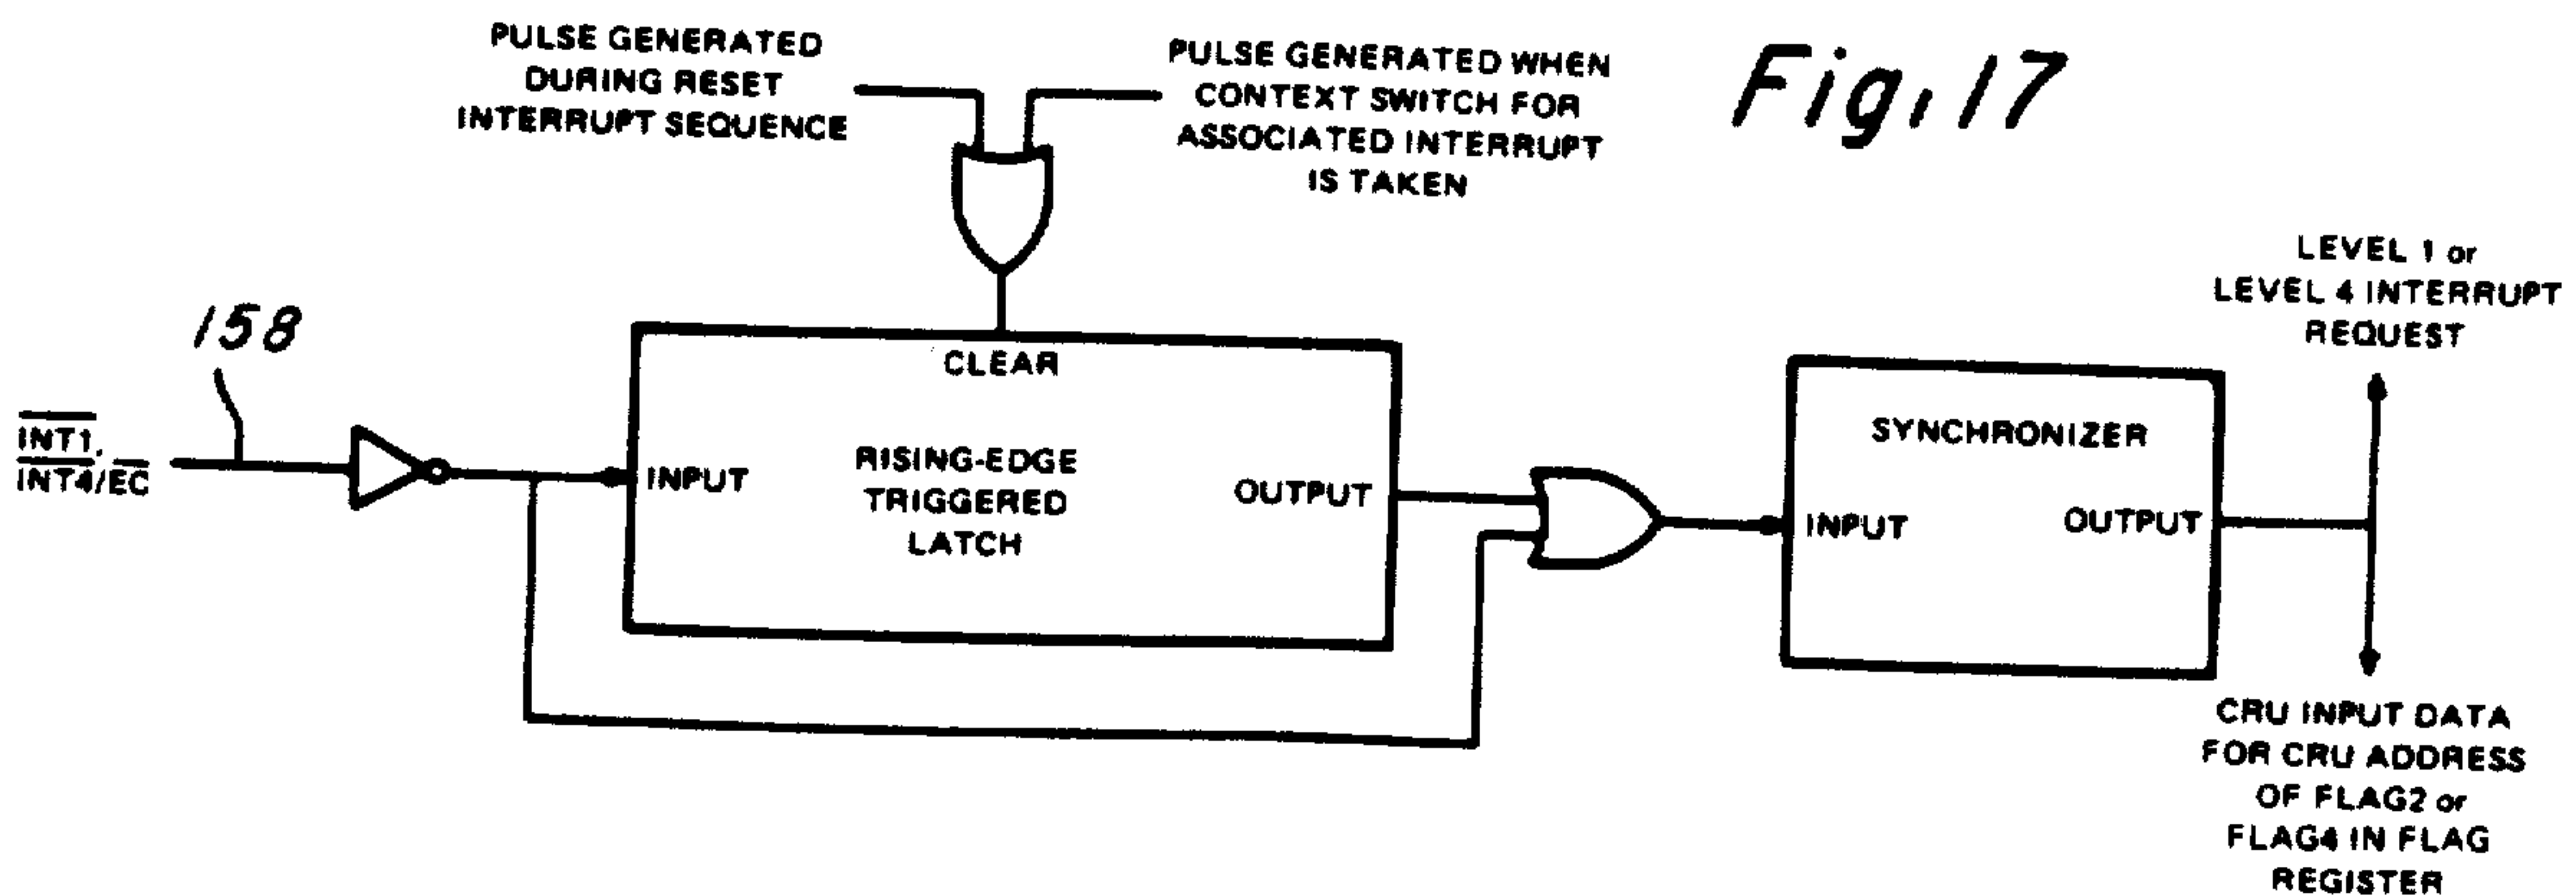 PULSE GENERATED
DURING RESET
INTERRUPT SEQUENCE
PULSE GENERATED WHEN
CONTEXT SWITCH FOR
ASSOCIATED INTERRUPT
IS TAKEN
Fig. 17
158
INT1,
INT4/EC
CLEAR
INPUT
RISING-EDGE
TRIGGERED
LATCH
OUTPUT
SYNCHRONIZER
INPUT
OUTPUT
LEVEL 1 or
LEVEL 4 INTERRUPT
REQUEST
CRU INPUT DATA
FOR CRU ADDRESS
OF FLAG2 or
FLAG4 IN FLAG
REGISTER